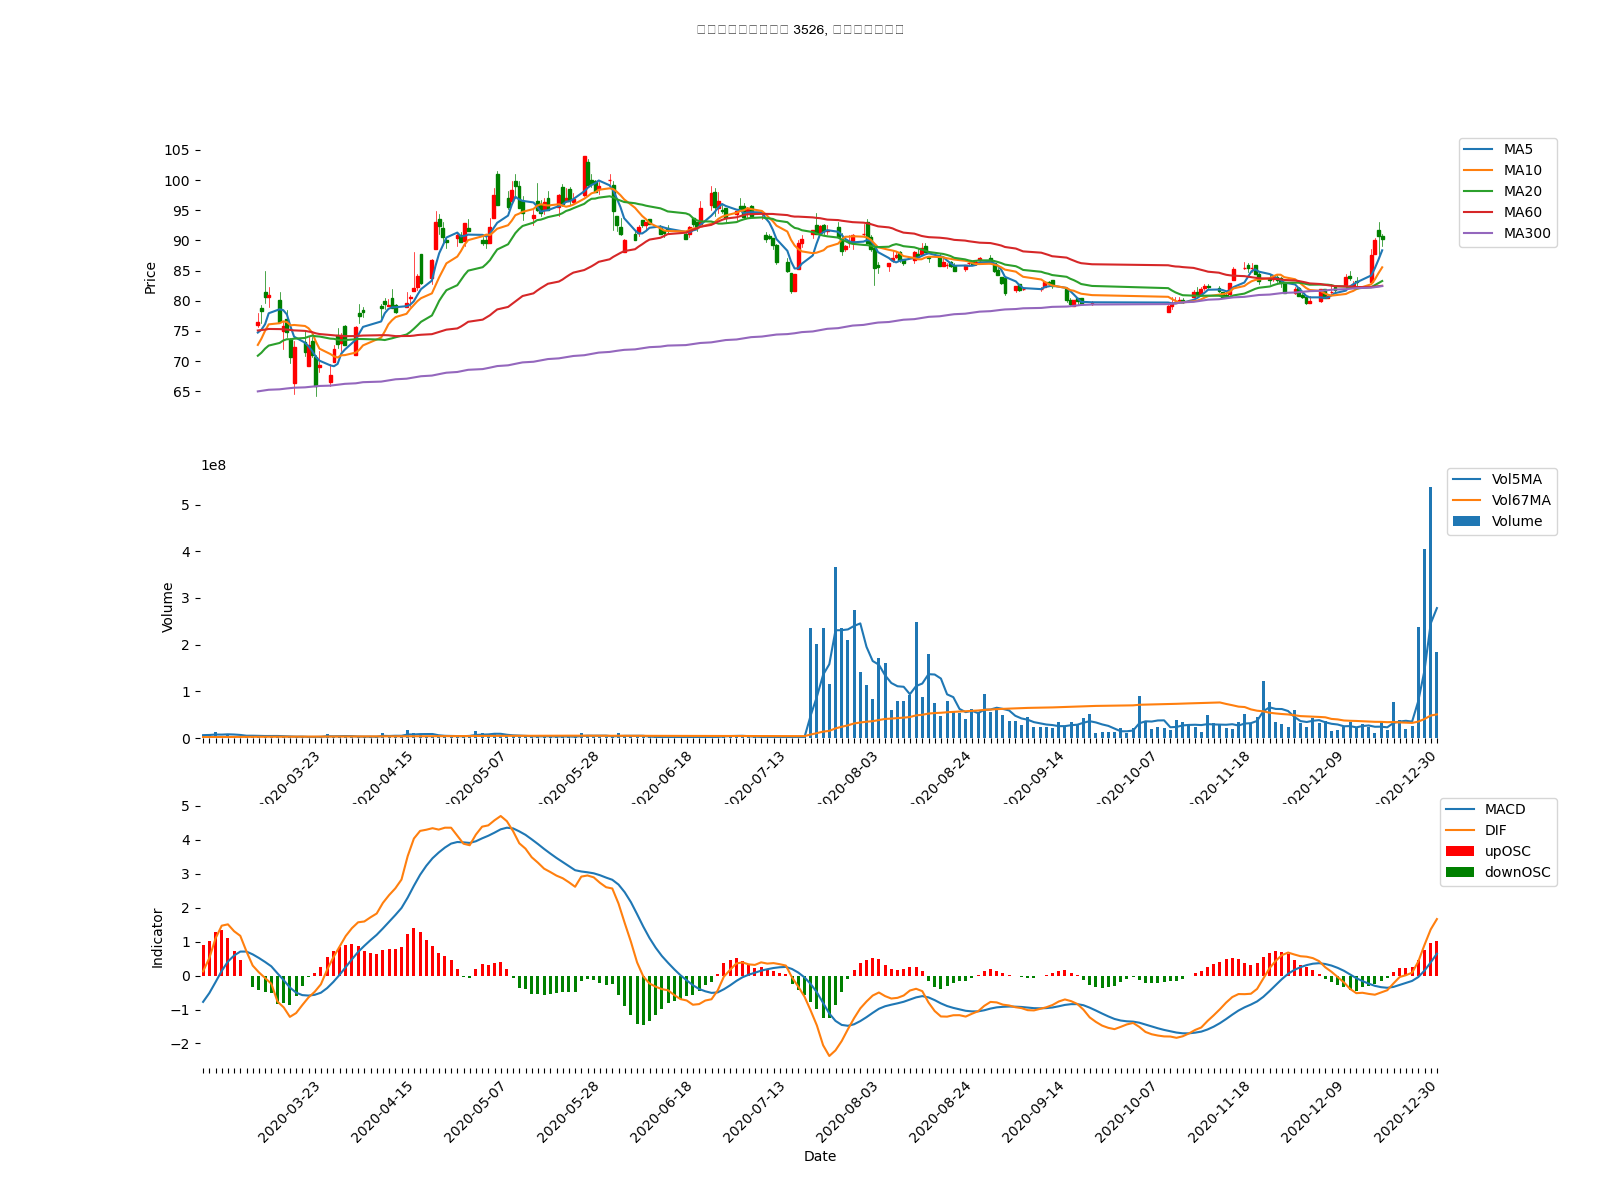 3526,
105
100
95
90
85
80
75
70
65
Price
MA5
MA10
MA20
MA60
MA300
1e8
5
4
3
2
1
0
Volume
Vol5MA
Vol67MA
Volume
2020-03-23
2020-04-15
2020-05-07
2020-05-28
2020-06-18
2020-07-13
2020-08-03
2020-08-24
2020-09-14
2020-10-07
2020-11-18
2020-12-09
2020-12-30
5
4
3
2
1
0
−1
−2
Indicator
MACD
DIF
upOSC
downOSC
2020-03-23
2020-04-15
2020-05-07
2020-05-28
2020-06-18
2020-07-13
2020-08-03
2020-08-24
2020-09-14
2020-10-07
2020-11-18
2020-12-09
2020-12-30
Date